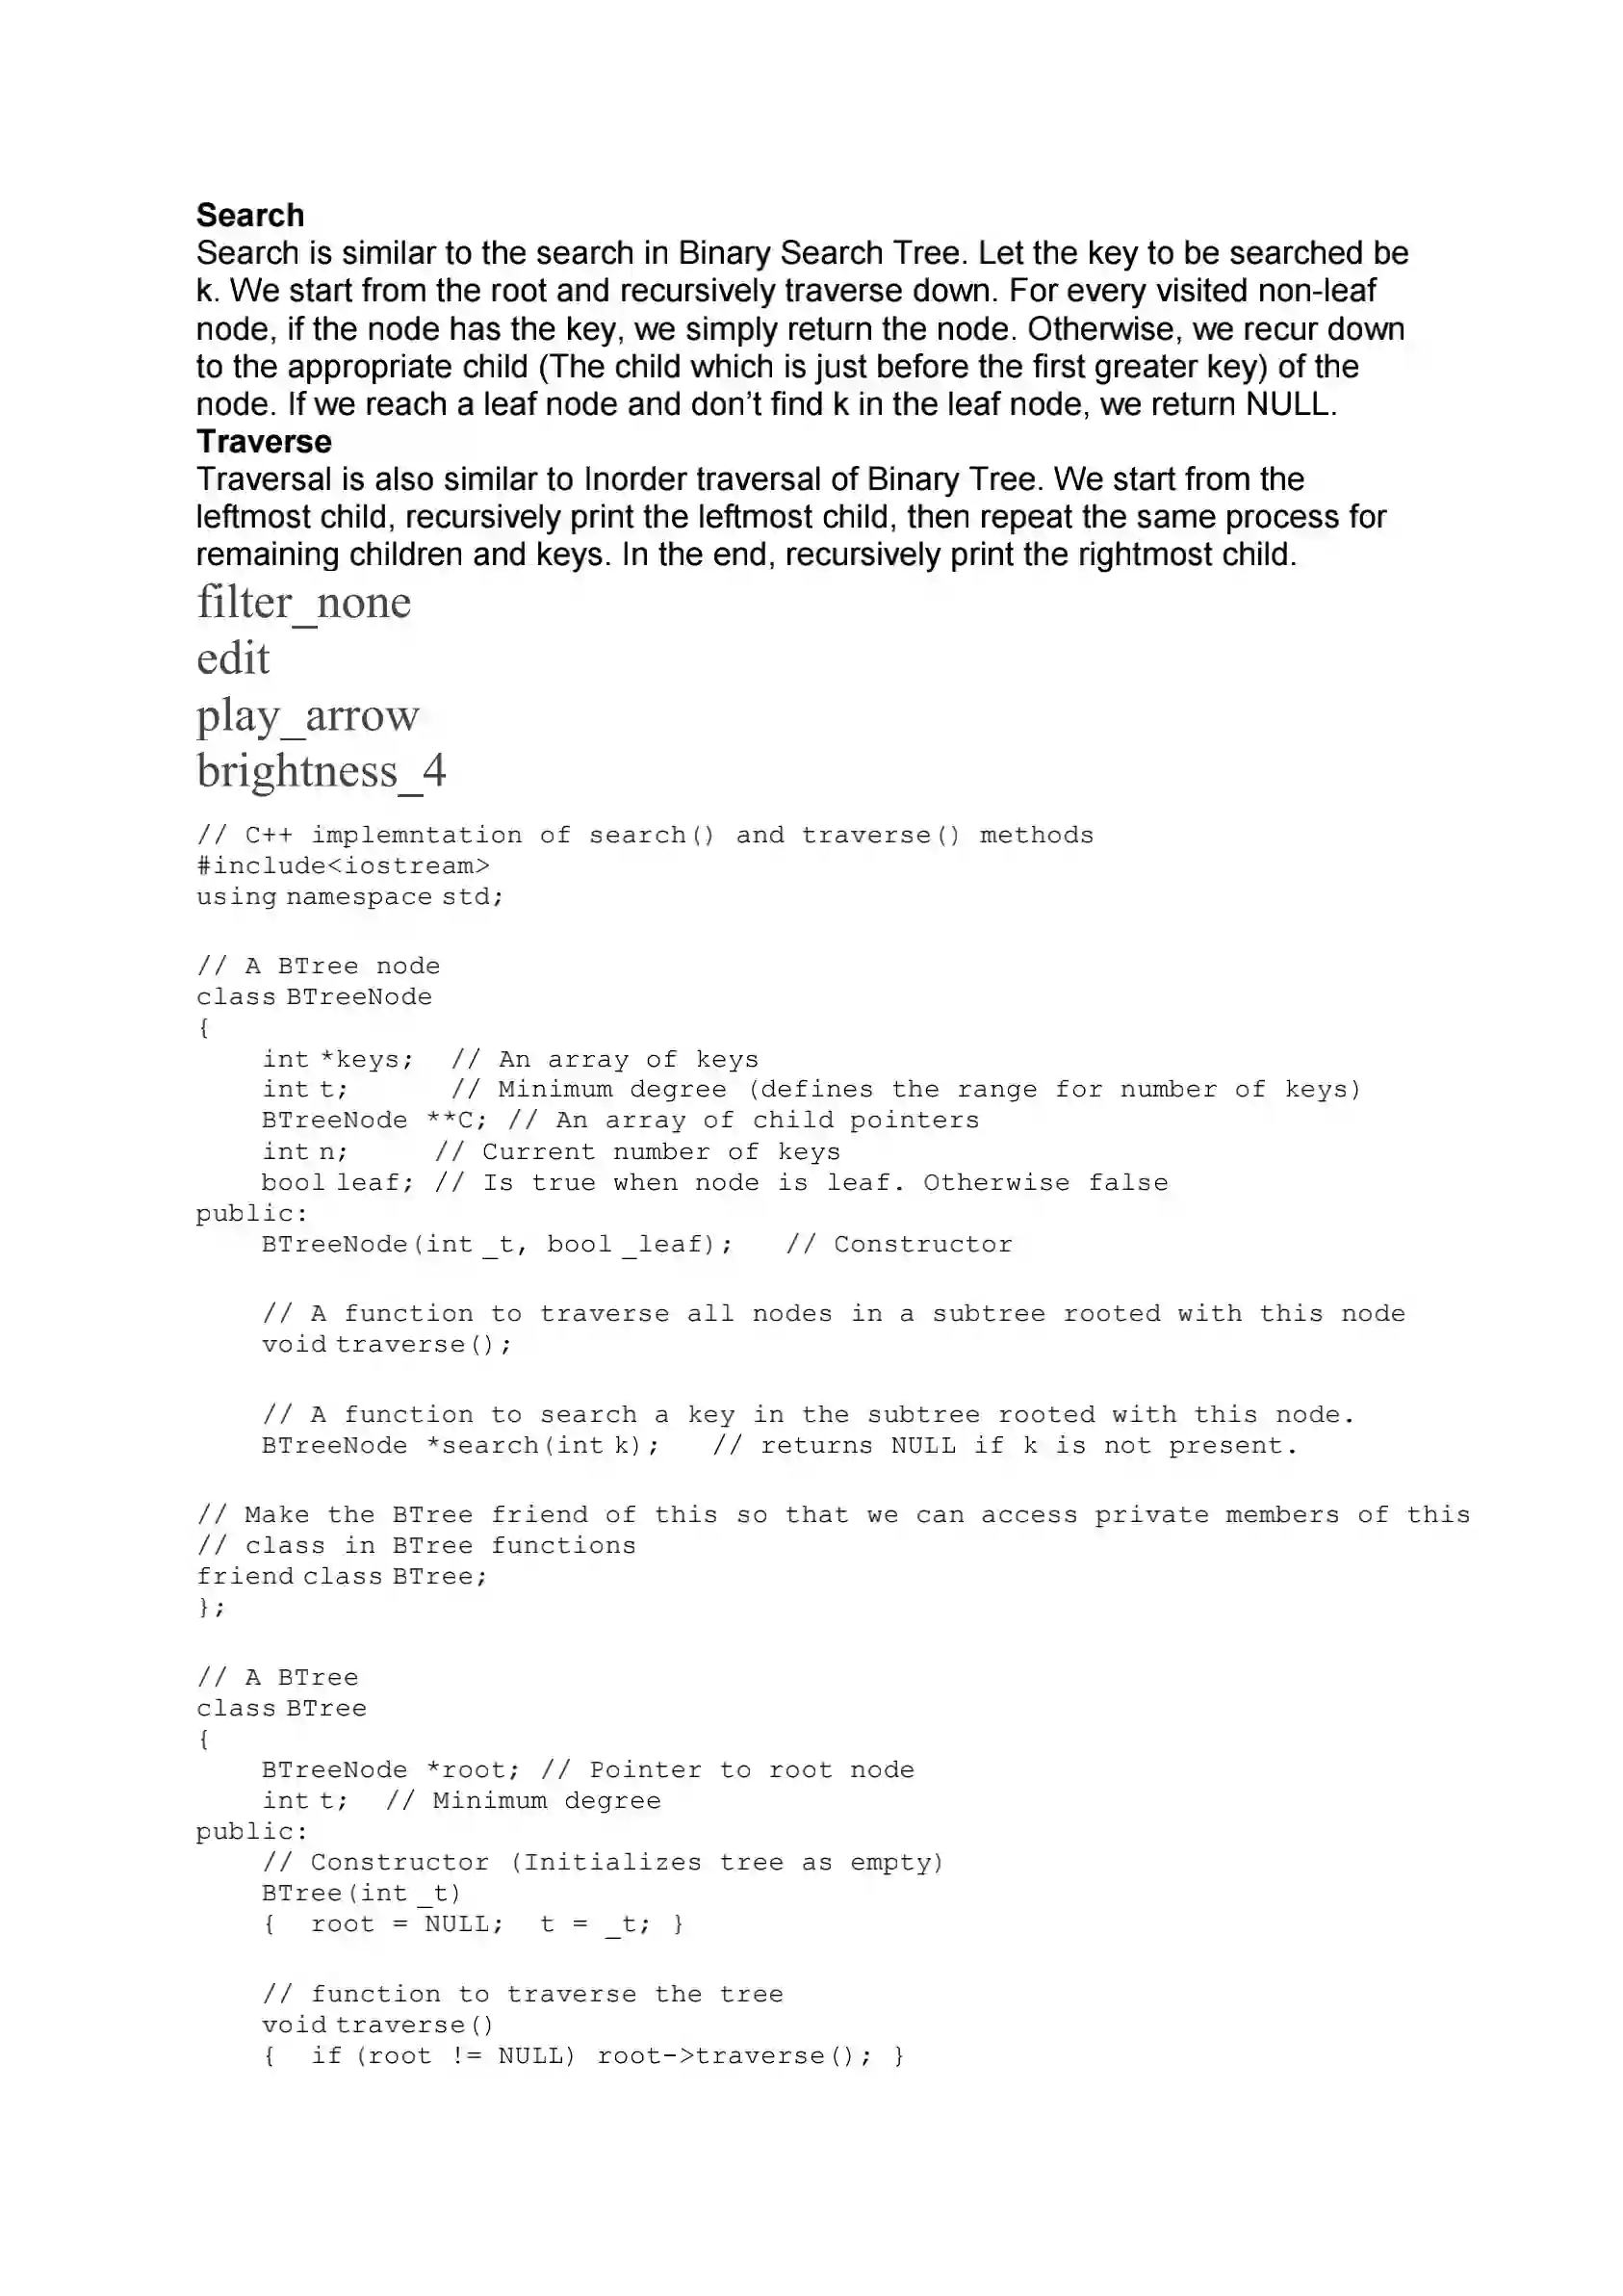 Search
Search is similar to the search in Binary Search Tree. Let the key to be searched be
k. We start from the root and recursively traverse down. For every visited non-leaf
node, if the node has the key, we simply return the node. Otherwise, we recur down
to the appropriate child (The child which is just before the first greater key) of the
node. If we reach a leaf node and don’t find k in the leaf node, we return NULL.
Traverse
Traversal is also similar to Inorder traversal of Binary Tree. We start from the
leftmost child, recursively print the leftmost child, then repeat the same process for
remaining children and keys. In the end, recursively print the rightmost child.
filter_none
edit
play_arrow
brightness_4
// C++ implemntation of search() and traverse() methods
#include<iostream>
using namespace std;
// A BTree node
class BTreeNode
{
    int *keys;  // An array of keys
    int t;      // Minimum degree (defines the range for number of keys)
    BTreeNode **C; // An array of child pointers
    int n;     // Current number of keys
    bool leaf; // Is true when node is leaf. Otherwise false
public:
    BTreeNode(int _t, bool _leaf);   // Constructor
    // A function to traverse all nodes in a subtree rooted with this node
    void traverse();
    // A function to search a key in the subtree rooted with this node.
    BTreeNode *search(int k);   // returns NULL if k is not present.
// Make the BTree friend of this so that we can access private members of this
// class in BTree functions
friend class BTree;
};
// A BTree
class BTree
{
    BTreeNode *root; // Pointer to root node
    int t;  // Minimum degree
public:
    // Constructor (Initializes tree as empty)
    BTree(int _t)
    {  root = NULL;  t = _t; }
    // function to traverse the tree
    void traverse()
    {  if (root != NULL) root->traverse(); }